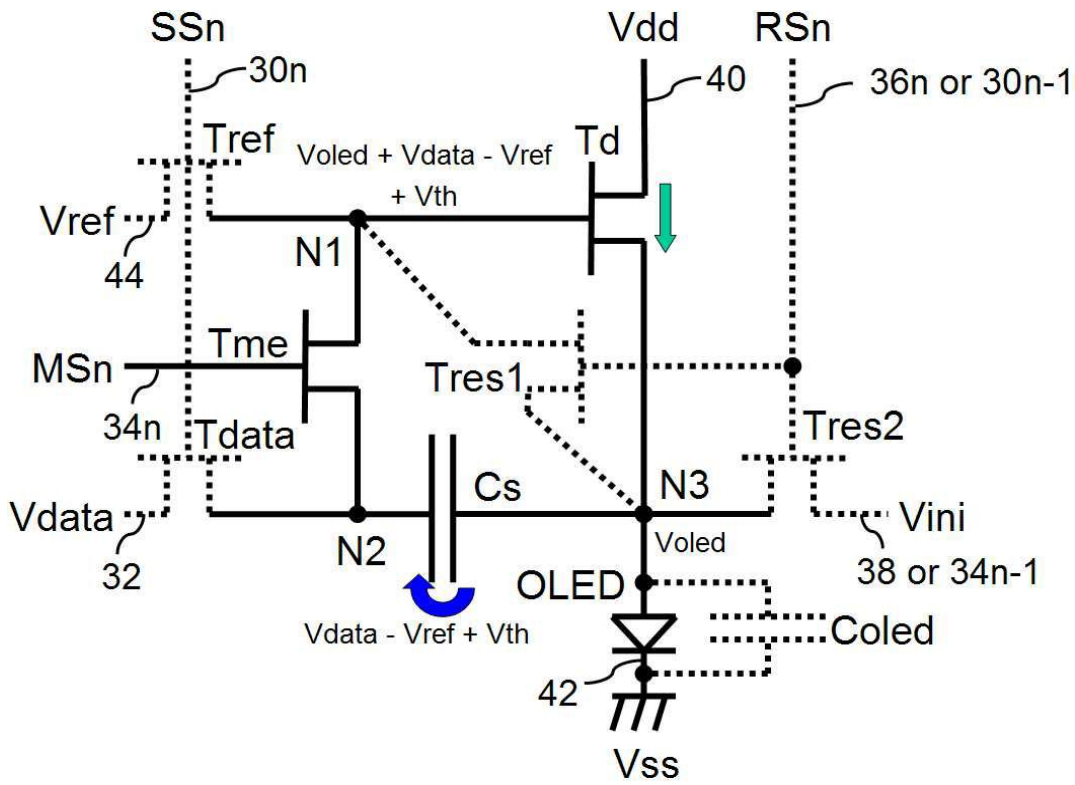 SSn
Vdd
RSn
30n
40
36n or 30n-1
Tref
Td
Voled + Vdata - Vref
+ Vth
Vref
N1
44
Tme
MSn
Tres1
34n
Tdata
Tres2
Cs
N3
Vdata
Vini
N2
Voled
32
38 or 34n-1
OLED
Vdata - Vref + Vth
Coled
42
Vss